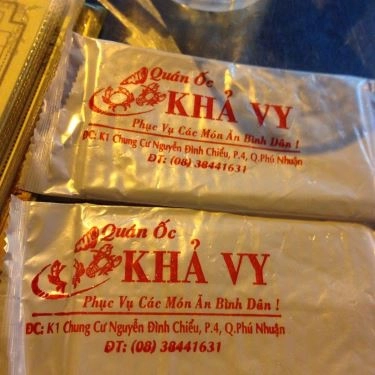 Quán Ốc
KHẢ VY
Phục Vụ Các Món Ăn Bình Dân !
ĐC: K1 Chung Cư Nguyễn Đình Chiểu, P.4, Q.Phú Nhuận
ĐT: (08) 38441631
Quán Ốc
KHẢ VY
Phục Vụ Các Món Ăn Bình Dân !
ĐC: K1 Chung Cư Nguyễn Đình Chiểu, P.4, Q.Phú Nhuận
ĐT: (08) 38441631